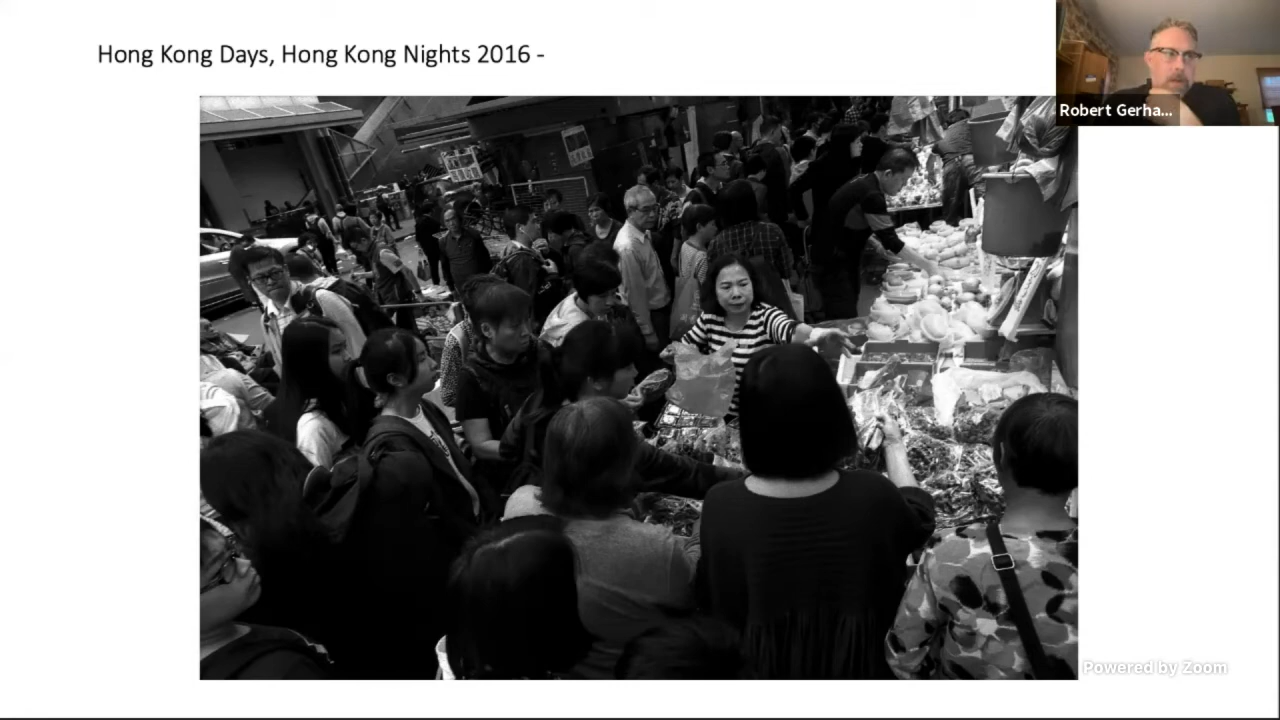 Hong Kong Days, Hong Kong Nights 2016 -
Robert Gerha...
Powered by Zoom